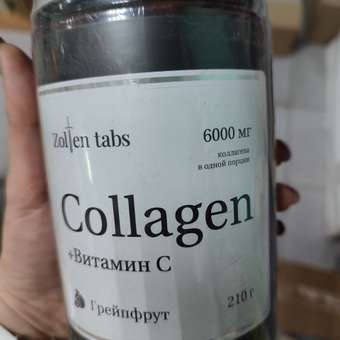 Zolten tabs
6000 мг
коллагена
в одной порции
Collagen
+Витамин С
Грейпфрут
210 г